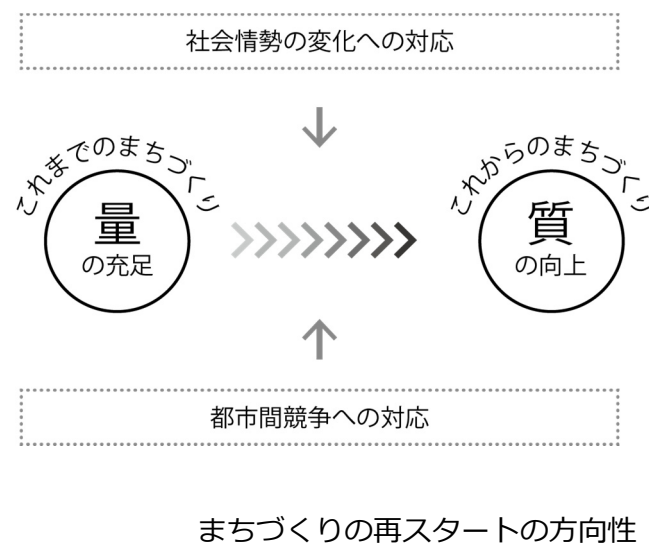 社会情勢の変化への対応
これまでのまちづくり
量
の充足
これからのまちづくり
質
の向上
都市間競争への対応
まちづくりの再スタートの方向性